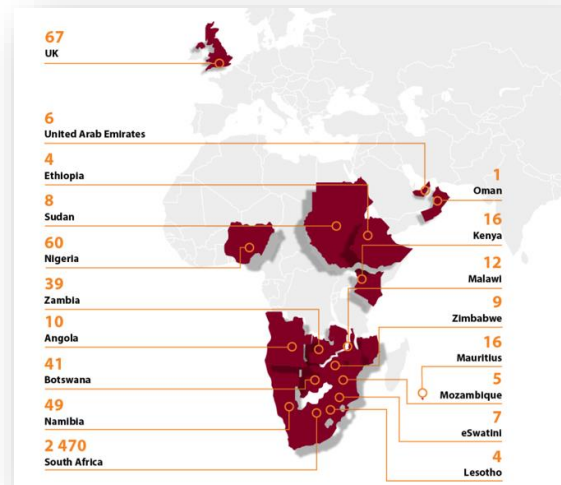 67
UK
6
United Arab Emirates
4
Ethiopia
8
Sudan
60
Nigeria
39
Zambia
10
Angola
41
Botswana
49
Namibia
2 470
South Africa
1
Oman
16
Kenya
12
Malawi
9
Zimbabwe
16
Mauritius
5
Mozambique
7
eSwatini
4
Lesotho